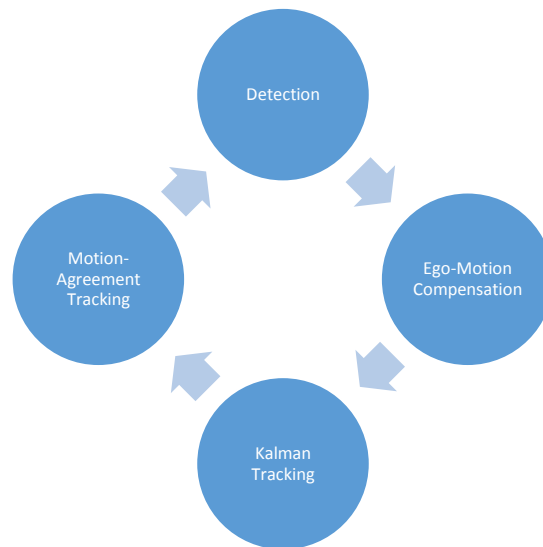 Detection
Motion-
Agreement
Tracking
Ego-Motion
Compensation
Kalman
Tracking